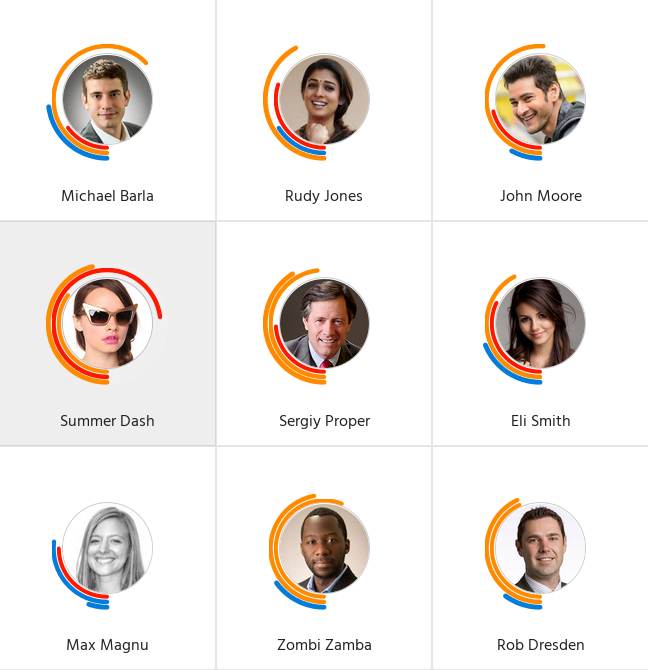 Michael Barla
Rudy Jones
John Moore
Summer Dash
Sergiy Proper
Eli Smith
Max Magnu
Zombi Zamba
Rob Dresden